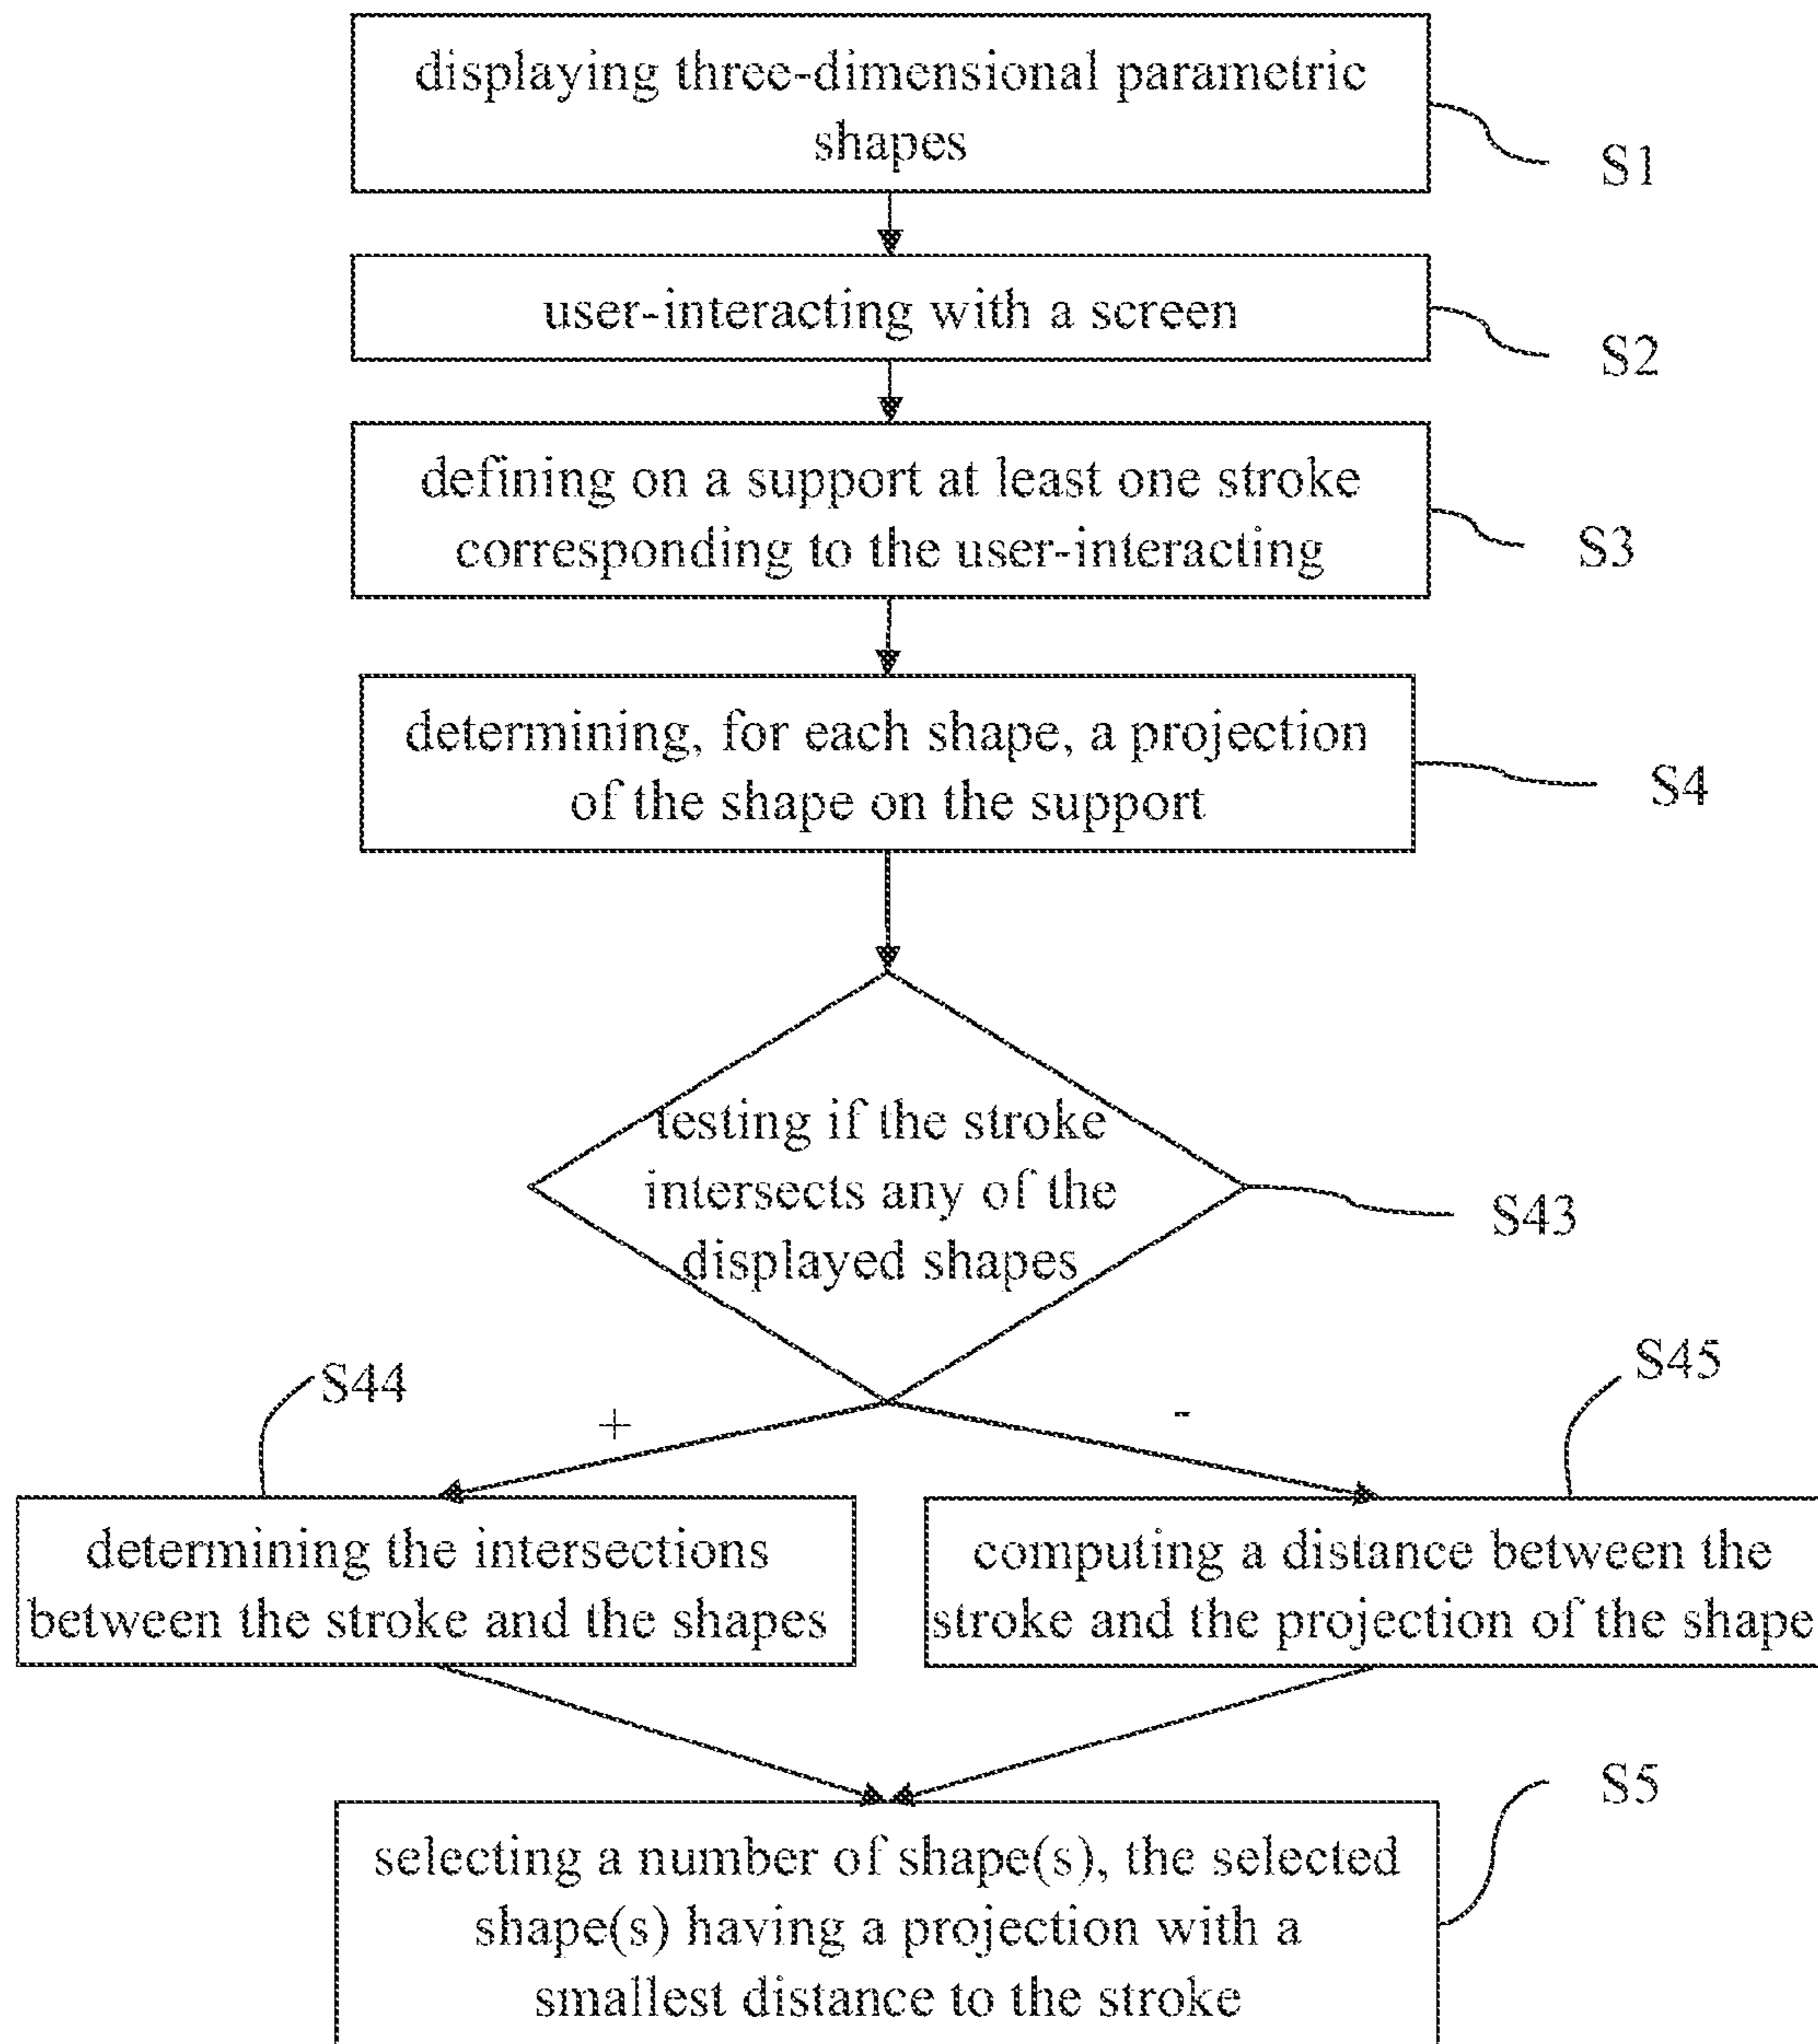 displaying three-dimensional parametric
shapes
S1
user-interacting with a screen
S2
defining on a support at least one stroke
corresponding to the user-interacting
S3
determining, for each shape, a projection
of the shape on the support
S4
testing if the stroke
intersects any of the
displayed shapes
S43
S44
+
-
S45
determining the intersections
between the stroke and the shapes
computing a distance between the
stroke and the projection of the shape
S5
selecting a number of shape(s), the selected
shape(s) having a projection with a
smallest distance to the stroke